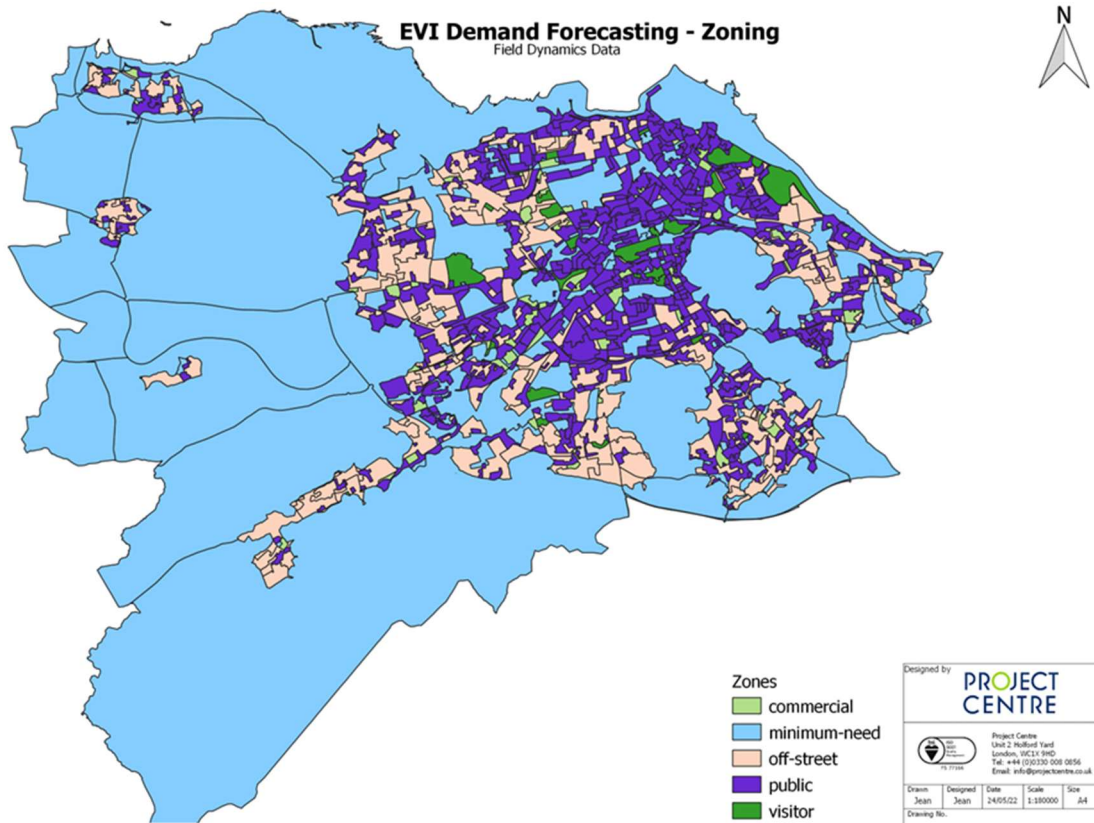 EVI Demand Forecasting - Zoning
Field Dynamics Data
N
Zones
commercial
minimum-need
off-street
public
visitor
Designed by
PROJECT
CENTRE
Project Centre
Unit 2 Holford Yard
London, WC1X 9HD
Tel: +44 (0)330 008 0856
Email: info@projectcentre.co.uk
Drawn Designed Date Scale Size
Jean Jean 24/05/22 1:180000 A4
Drawing No.